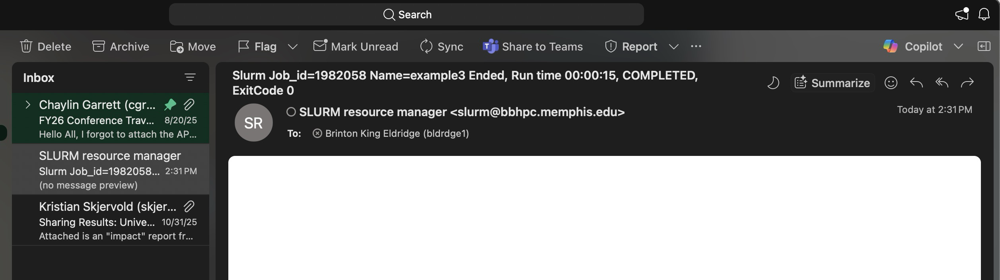 Search
Delete
Archive
Move
Flag
Mark Unread
Sync
T
Share to Teams
Report
Copilot
Inbox
Chaylin Garrett (cgr...
FY26 Conference Trav... 8/20/25
Hello All, I forgot to attach the AP...
SLURM resource manager
Slurm Job_id=1982058... 2:31 PM
(no message preview)
Kristian Skjervold (skjer...
Sharing Results: Unive... 10/31/25
Attached is an "impact" report fr...
Slurm Job_id=1982058 Name=example3 Ended, Run time 00:00:15, COMPLETED,
ExitCode 0
Summarize
SR
SLURM resource manager <slurm@bbhpc.memphis.edu>
Today at 2:31 PM
To: Brinton King Eldridge (bldrdge1)